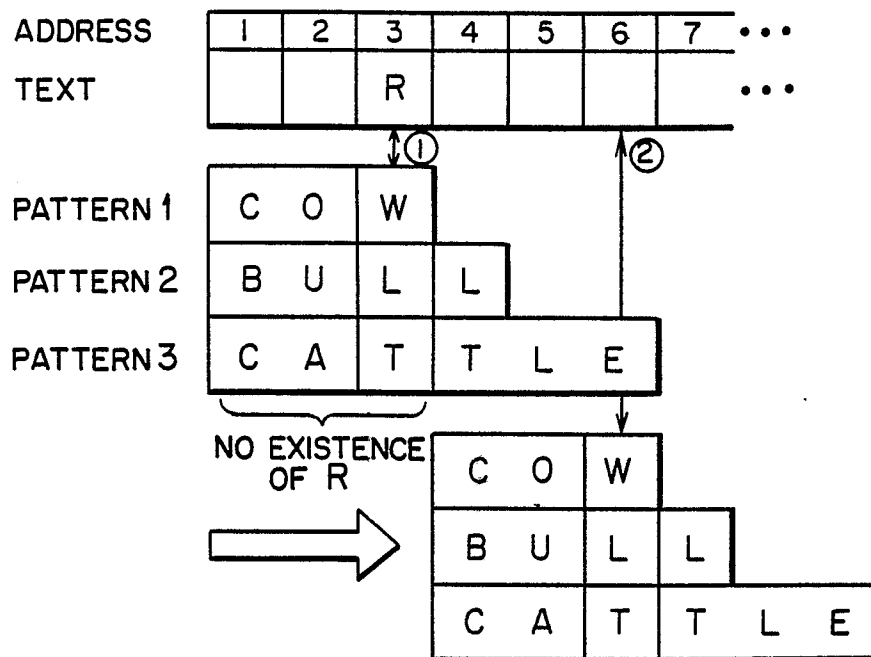 ADDRESS 1 2 3 4 5 6 7 •••
TEXT R •••
① ②
PATTERN 1 C O W
PATTERN 2 B U L L
PATTERN 3 C A T T L E
NO EXISTENCE
OF R
C O W
B U L L
C A T T L E